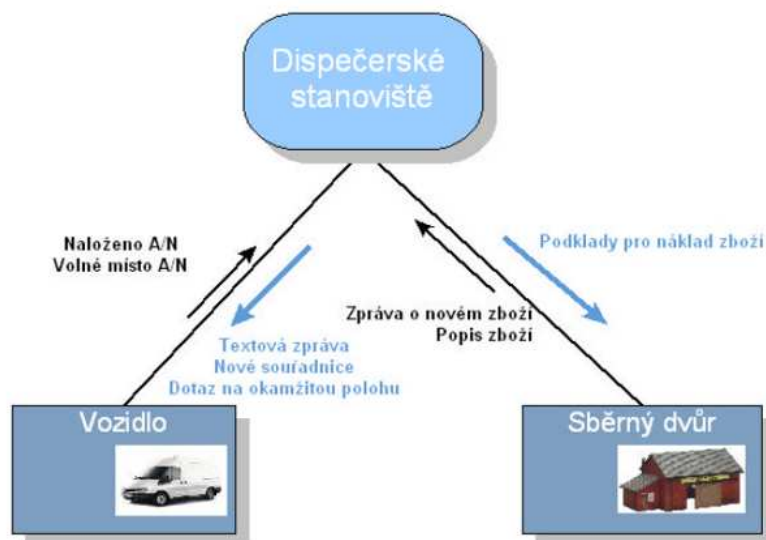 Dispečerské
stanoviště
Naloženo A/N
Volné místo A/N
Podklady pro náklad zboží
Zpráva o novém zboží
Popis zboží
Textová zpráva
Nové souřadnice
Dotaz na okamžitou polohu
Vozidlo
Sběrný dvůr